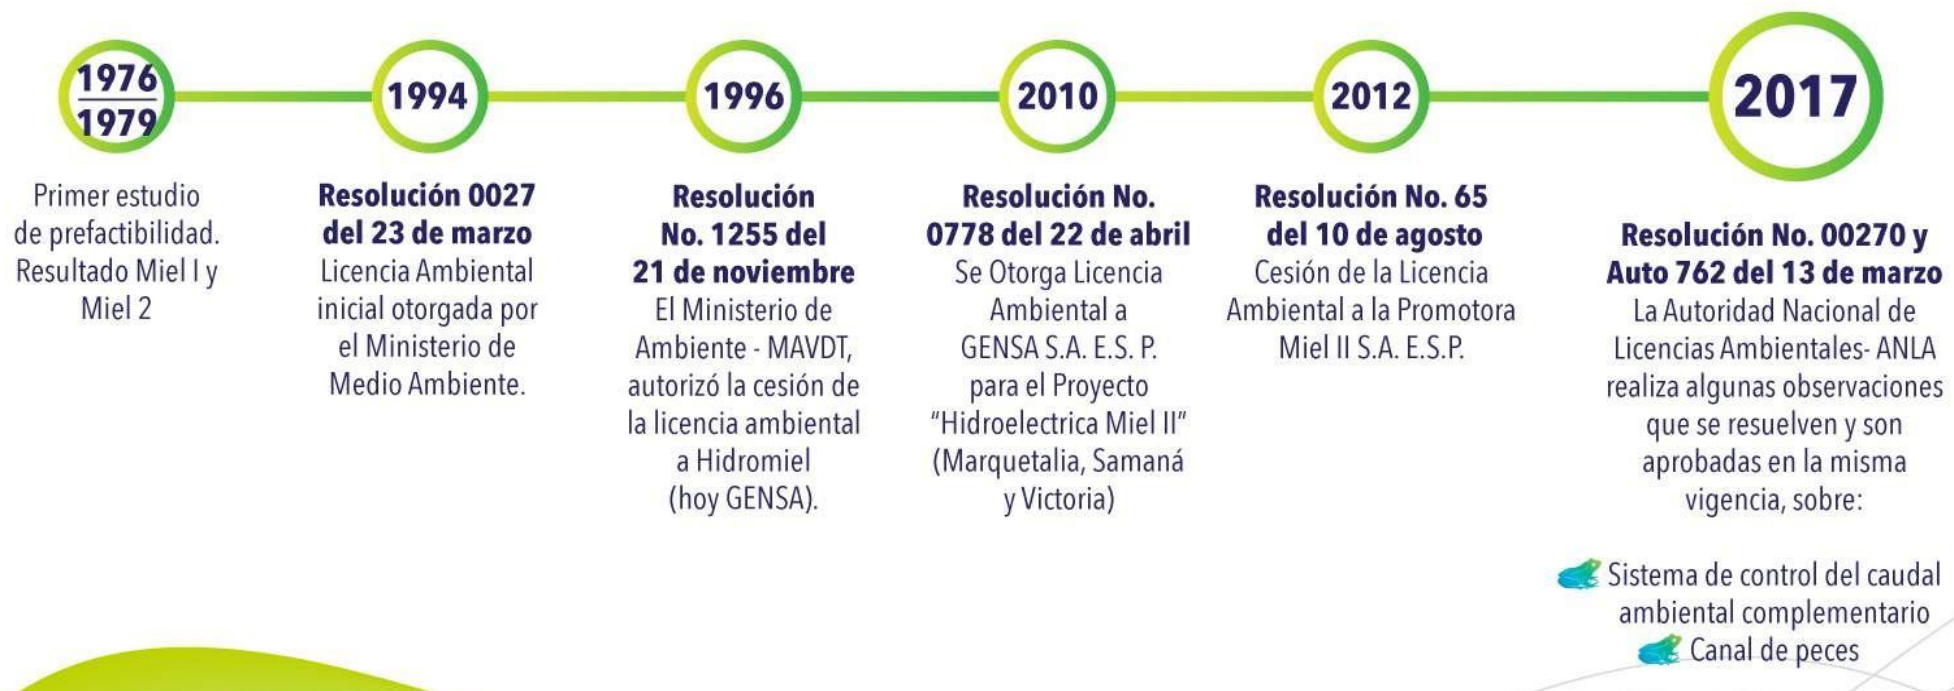 1976
1979
Primer estudio
de prefactibilidad.
Resultado Miel I y
Miel 2
1994
Resolución 0027
del 23 de marzo
Licencia Ambiental
inicial otorgada por
el Ministerio de
Medio Ambiente.
1996
Resolución
No. 1255 del
21 de noviembre
El Ministerio de
Ambiente - MAVDT,
autorizó la cesión de
la licencia ambiental
a Hidromiel
(hoy GENSA).
2010
Resolución No.
0778 del 22 de abril
Se Otorga Licencia
Ambiental a
GENSA S.A. E.S. P.
para el Proyecto
“Hidroelectrica Miel II”
(Marquetalia, Samaná
y Victoria)
2012
Resolución No. 65
del 10 de agosto
Cesión de la Licencia
Ambiental a la Promotora
Miel II S.A. E.S.P.
2017
Resolución No. 00270 y
Auto 762 del 13 de marzo
La Autoridad Nacional de
Licencias Ambientales- ANLA
realiza algunas observaciones
que se resuelven y son
aprobadas en la misma
vigencia, sobre:
Sistema de control del caudal
ambiental complementario
Canal de peces